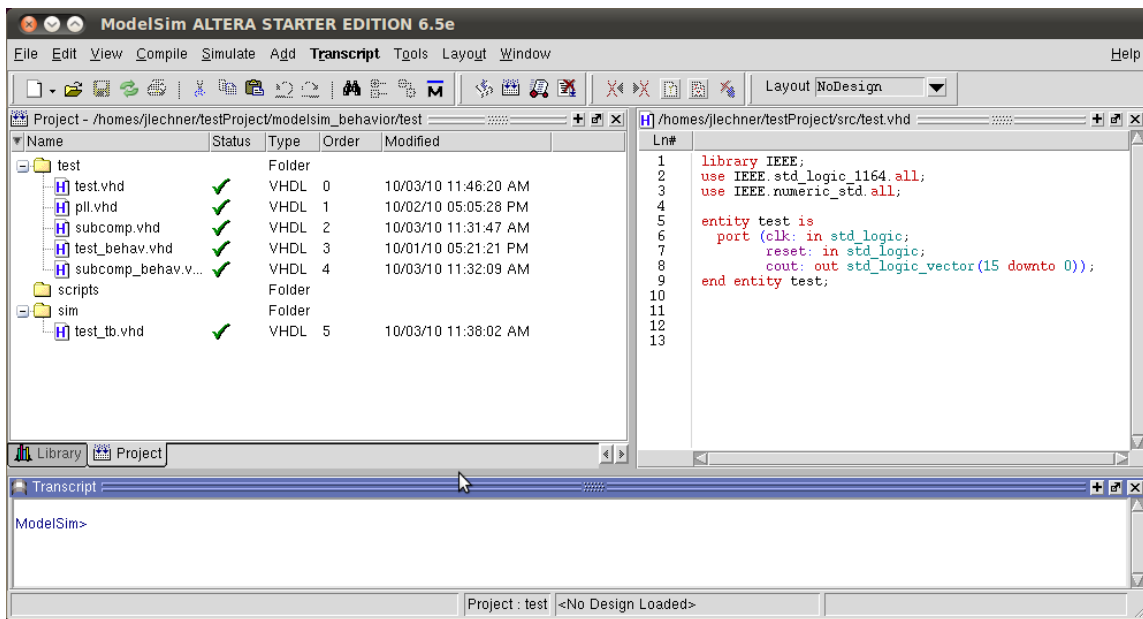 ModelSim ALTERA STARTER EDITION 6.5e
File Edit View Compile Simulate Add Transcript Tools Layout Window Help
Layout NoDesign
Project - /homes/jlechner/testProject/modelsim_behavior/test
Name Status Type Order Modified
test Folder
test.vhd VHDL 0 10/03/10 11:46:20 AM
pll.vhd VHDL 1 10/02/10 05:05:28 PM
subcomp.vhd VHDL 2 10/03/10 11:31:47 AM
test_behav.vhd VHDL 3 10/01/10 05:21:21 PM
subcomp_behav.v... VHDL 4 10/03/10 11:32:09 AM
scripts Folder
sim Folder
test_tb.vhd VHDL 5 10/03/10 11:38:02 AM
Library Project
/homes/jlechner/testProject/src/test.vhd
Ln#
1 library IEEE;
2 use IEEE.std_logic_1164.all;
3 use IEEE.numeric_std.all;
4
5 entity test is
6 port (clk: in std_logic;
7 reset: in std_logic;
8 cout: out std_logic_vector(15 downto 0));
9 end entity test;
10
11
12
13
Transcript
ModelSim>
Project : test <No Design Loaded>